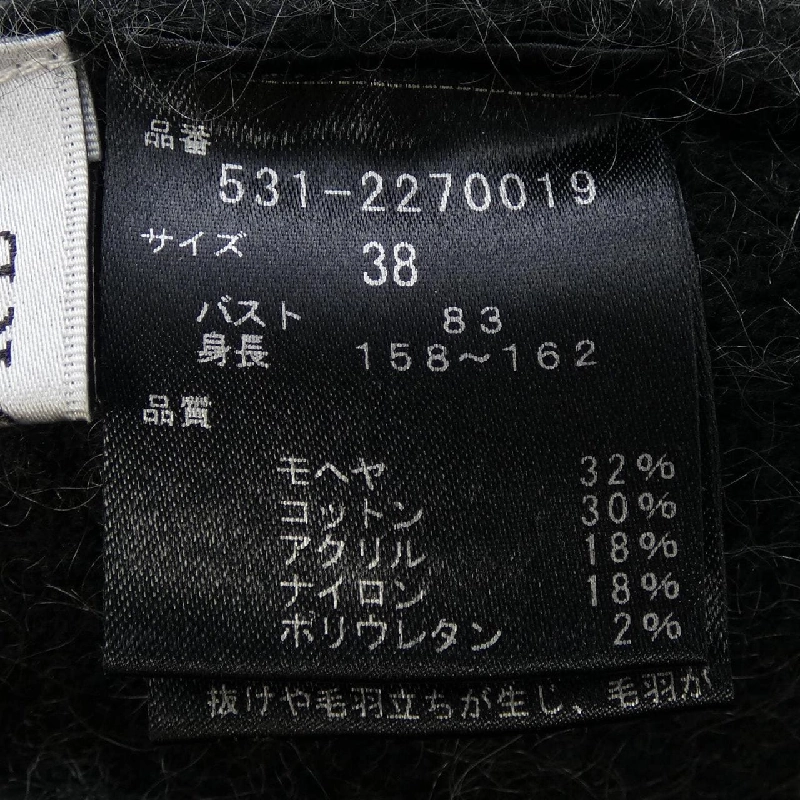 品番
531-2270019
サイズ 38
バスト 83
身長 158〜162
品質
モヘヤ 32%
コットン 30%
アクリル 18%
ナイロン 18%
ポリウレタン 2%
抜けや毛羽立ちが生じ、毛羽が